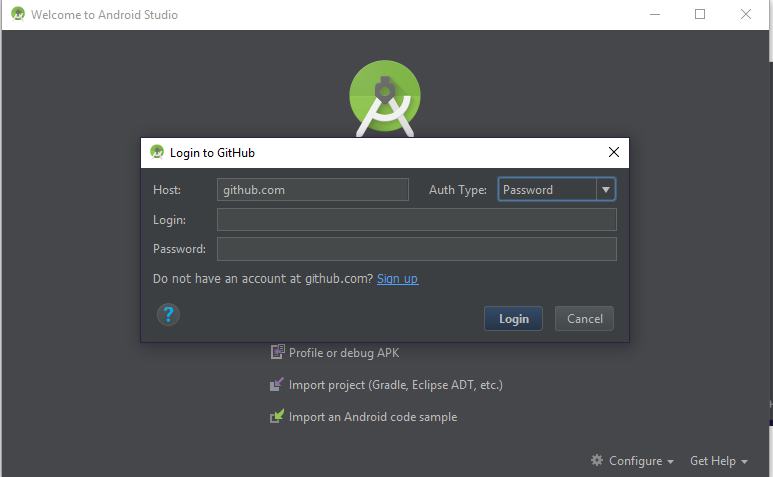 Welcome to Android Studio
Login to GitHub
Host: github.com Auth Type: Password
Login:
Password:
Do not have an account at github.com? Sign up
? Login Cancel
Profile or debug APK
Import project (Gradle, Eclipse ADT, etc.)
Import an Android code sample
Configure Get Help